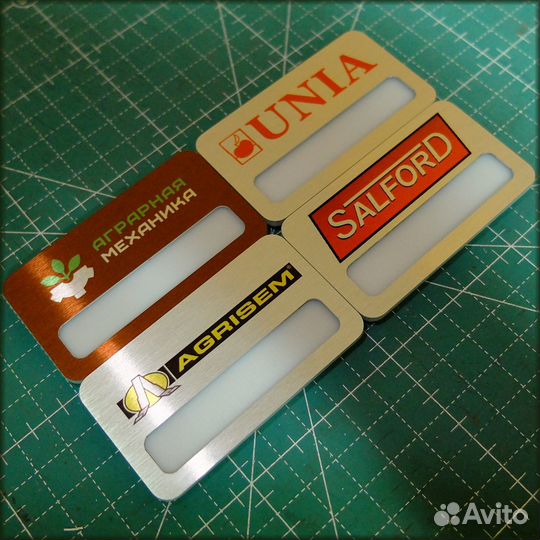 UNIA
SALFORD
АГРАРНАЯ
МЕХАНИКА
AGRISEM
Avito